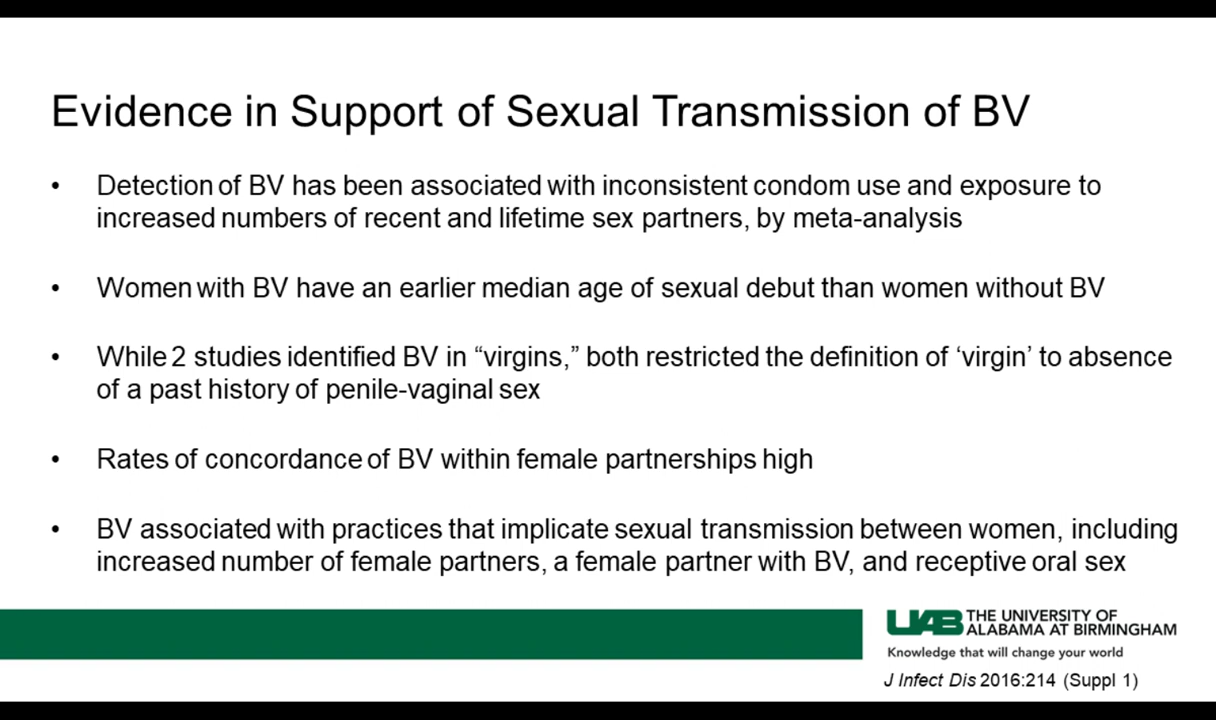 Evidence in Support of Sexual Transmission of BV
• Detection of BV has been associated with inconsistent condom use and exposure to
increased numbers of recent and lifetime sex partners, by meta-analysis
• Women with BV have an earlier median age of sexual debut than women without BV
• While 2 studies identified BV in “virgins,” both restricted the definition of ‘virgin’ to absence
of a past history of penile-vaginal sex
• Rates of concordance of BV within female partnerships high
• BV associated with practices that implicate sexual transmission between women, including
increased number of female partners, a female partner with BV, and receptive oral sex
UAB THE UNIVERSITY OF
ALABAMA AT BIRMINGHAM
Knowledge that will change your world
J Infect Dis 2016:214 (Suppl 1)